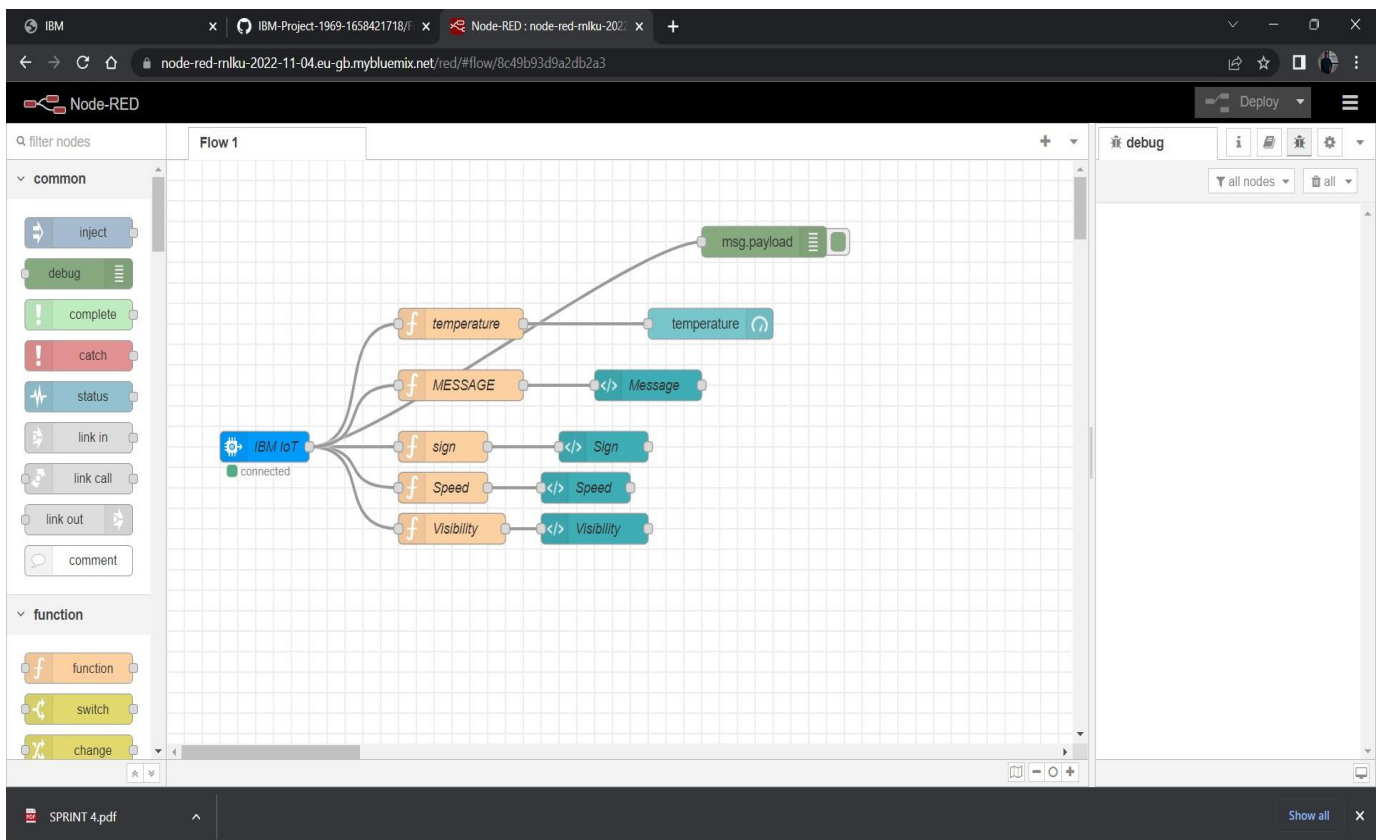 IBM
IBM-Project-1969-1658421718/Fi
Node-RED : node-red-rnlku-2022
node-red-rnlku-2022-11-04.eu-gb.mybluemix.net/red/#flow/8c49b93d9a2db2a3
Node-RED
Deploy
filter nodes
Flow 1
debug
i
common
all nodes
all
inject
debug
complete
catch
status
link in
link call
link out
comment
function
function
switch
change
msg.payload
temperature
temperature
MESSAGE
Message
IBM IoT
connected
sign
Sign
Speed
Speed
Visibility
Visibility
SPRINT 4.pdf
Show all